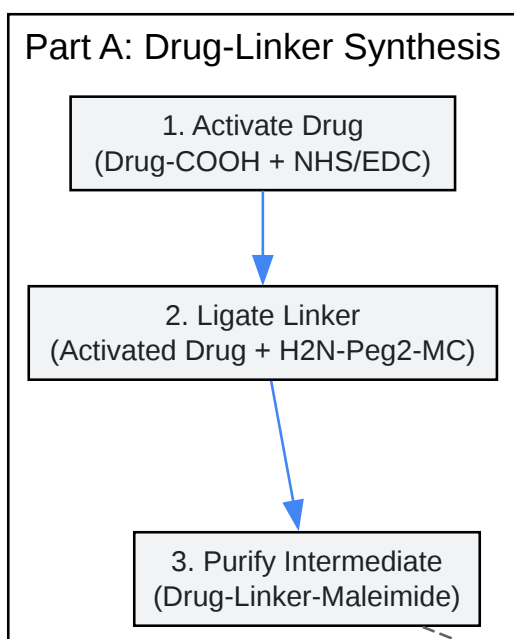 Part A: Drug-Linker Synthesis
1. Activate Drug
(Drug-COOH + NHS/EDC)
2. Ligate Linker
(Activated Drug + H2N-Peg2-MC)
3. Purify Intermediate
(Drug-Linker-Maleimide)